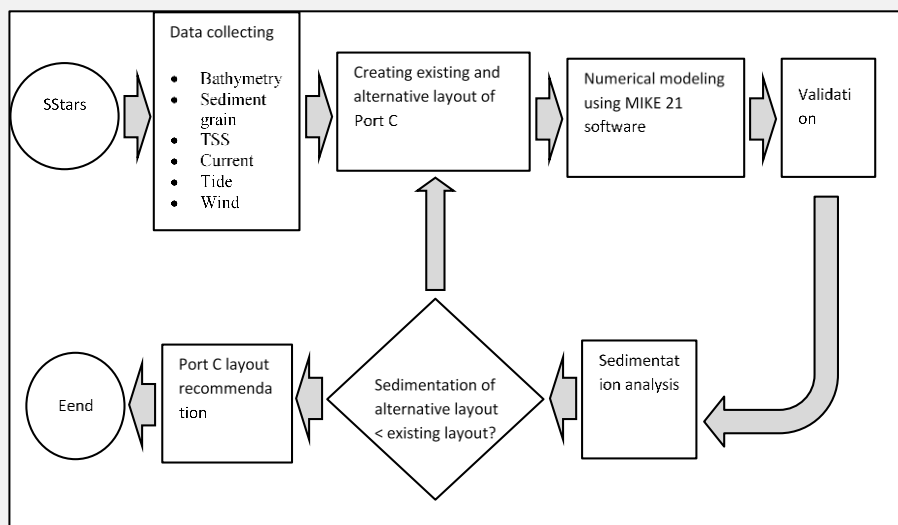 SStars
Data collecting
• Bathymetry
• Sediment
grain
• TSS
• Current
• Tide
• Wind
Creating existing and
alternative layout of
Port C
Numerical modeling
using MIKE 21
software
Validati
on
Sedimentat
ion analysis
Sedimentation of
alternative layout
< existing layout?
Port C layout
recommenda
tion
Eend